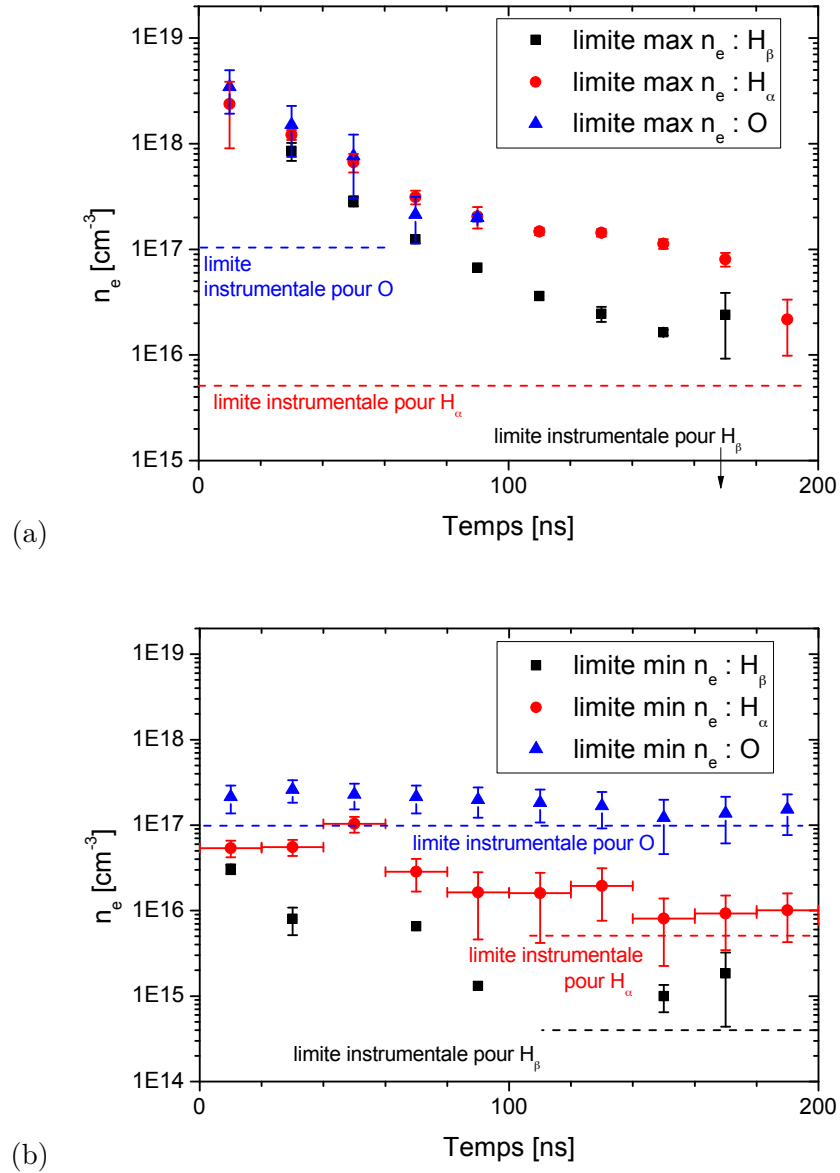 1E19
1E18
1E17
1E16
1E15
n_e [cm^-3]
limite max n_e : H_β
limite max n_e : H_α
limite max n_e : O
limite
instrumentale pour O
limite instrumentale pour H_α
limite instrumentale pour H_β
0 100 200
Temps [ns]
(a)
1E19
1E18
1E17
1E16
1E15
1E14
n_e [cm^-3]
limite min n_e : H_β
limite min n_e : H_α
limite min n_e : O
limite instrumentale pour O
limite instrumentale
pour H_α
limite instrumentale pour H_β
0 100 200
Temps [ns]
(b)